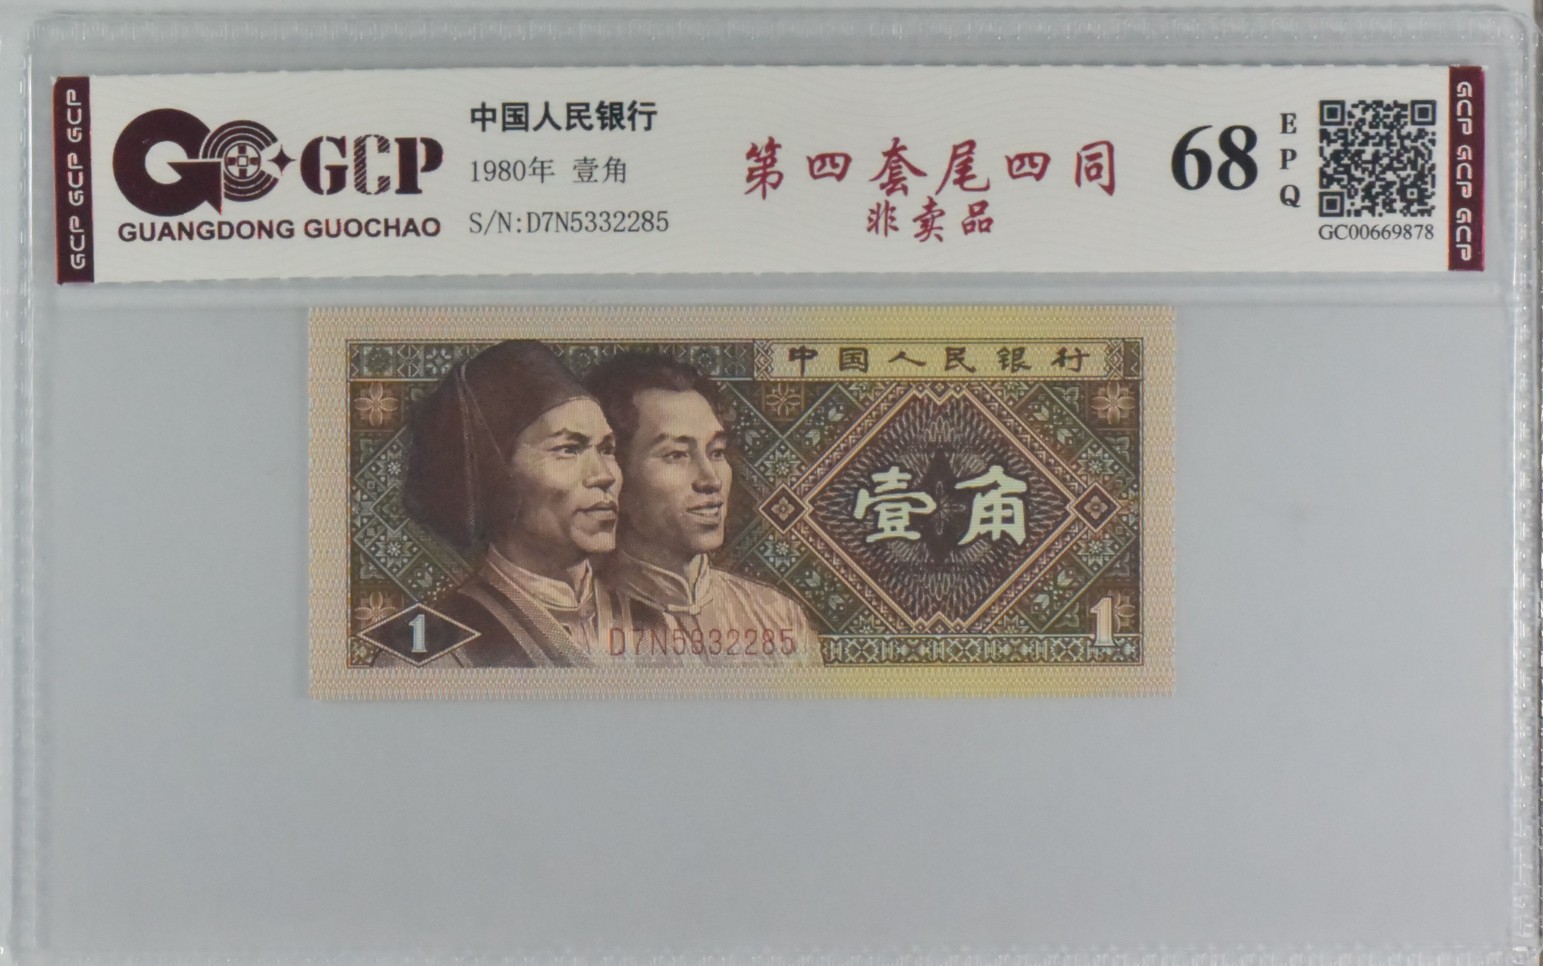 GCP GCP GCP
GCP
GUANGDONG GUOCHAO
中国人民银行
1980年 壹角
S/N:D7N5332285
第四套尾四同
非卖品
68
EPQ
GC00669878
GCP GCP GCP
中国人民银行
壹角
1
D7N5332285
1